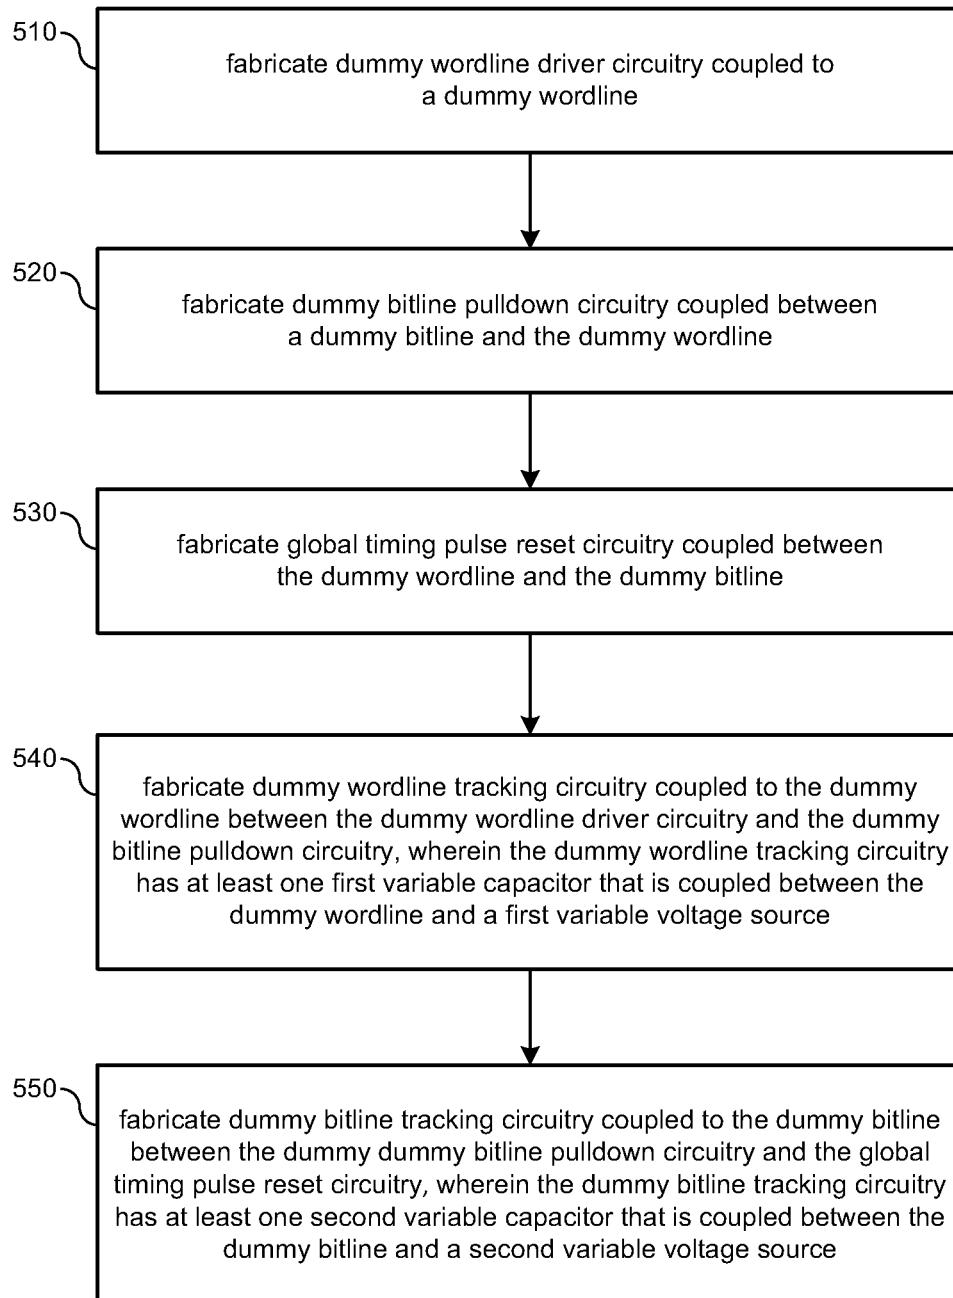 510
fabricate dummy wordline driver circuitry coupled to
a dummy wordline
520
fabricate dummy bitline pulldown circuitry coupled between
a dummy bitline and the dummy wordline
530
fabricate global timing pulse reset circuitry coupled between
the dummy wordline and the dummy bitline
540
fabricate dummy wordline tracking circuitry coupled to the dummy
wordline between the dummy wordline driver circuitry and the dummy
bitline pulldown circuitry, wherein the dummy wordline tracking circuitry
has at least one first variable capacitor that is coupled between the
dummy wordline and a first variable voltage source
550
fabricate dummy bitline tracking circuitry coupled to the dummy bitline
between the dummy dummy bitline pulldown circuitry and the global
timing pulse reset circuitry, wherein the dummy bitline tracking circuitry
has at least one second variable capacitor that is coupled between the
dummy bitline and a second variable voltage source